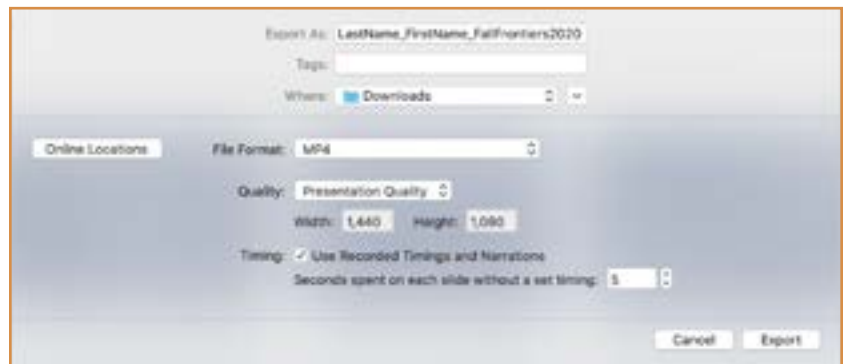 Export As: LastName_FirstName_FallFrontiers2020
Tags:
Where: Downloads
Online Locations File Format: MP4
Quality: Presentation Quality
Width: 1,440 Height: 1,080
Timing: Use Recorded Timings and Narrations
Seconds spent on each slide without a set timing: 5
Cancel Export